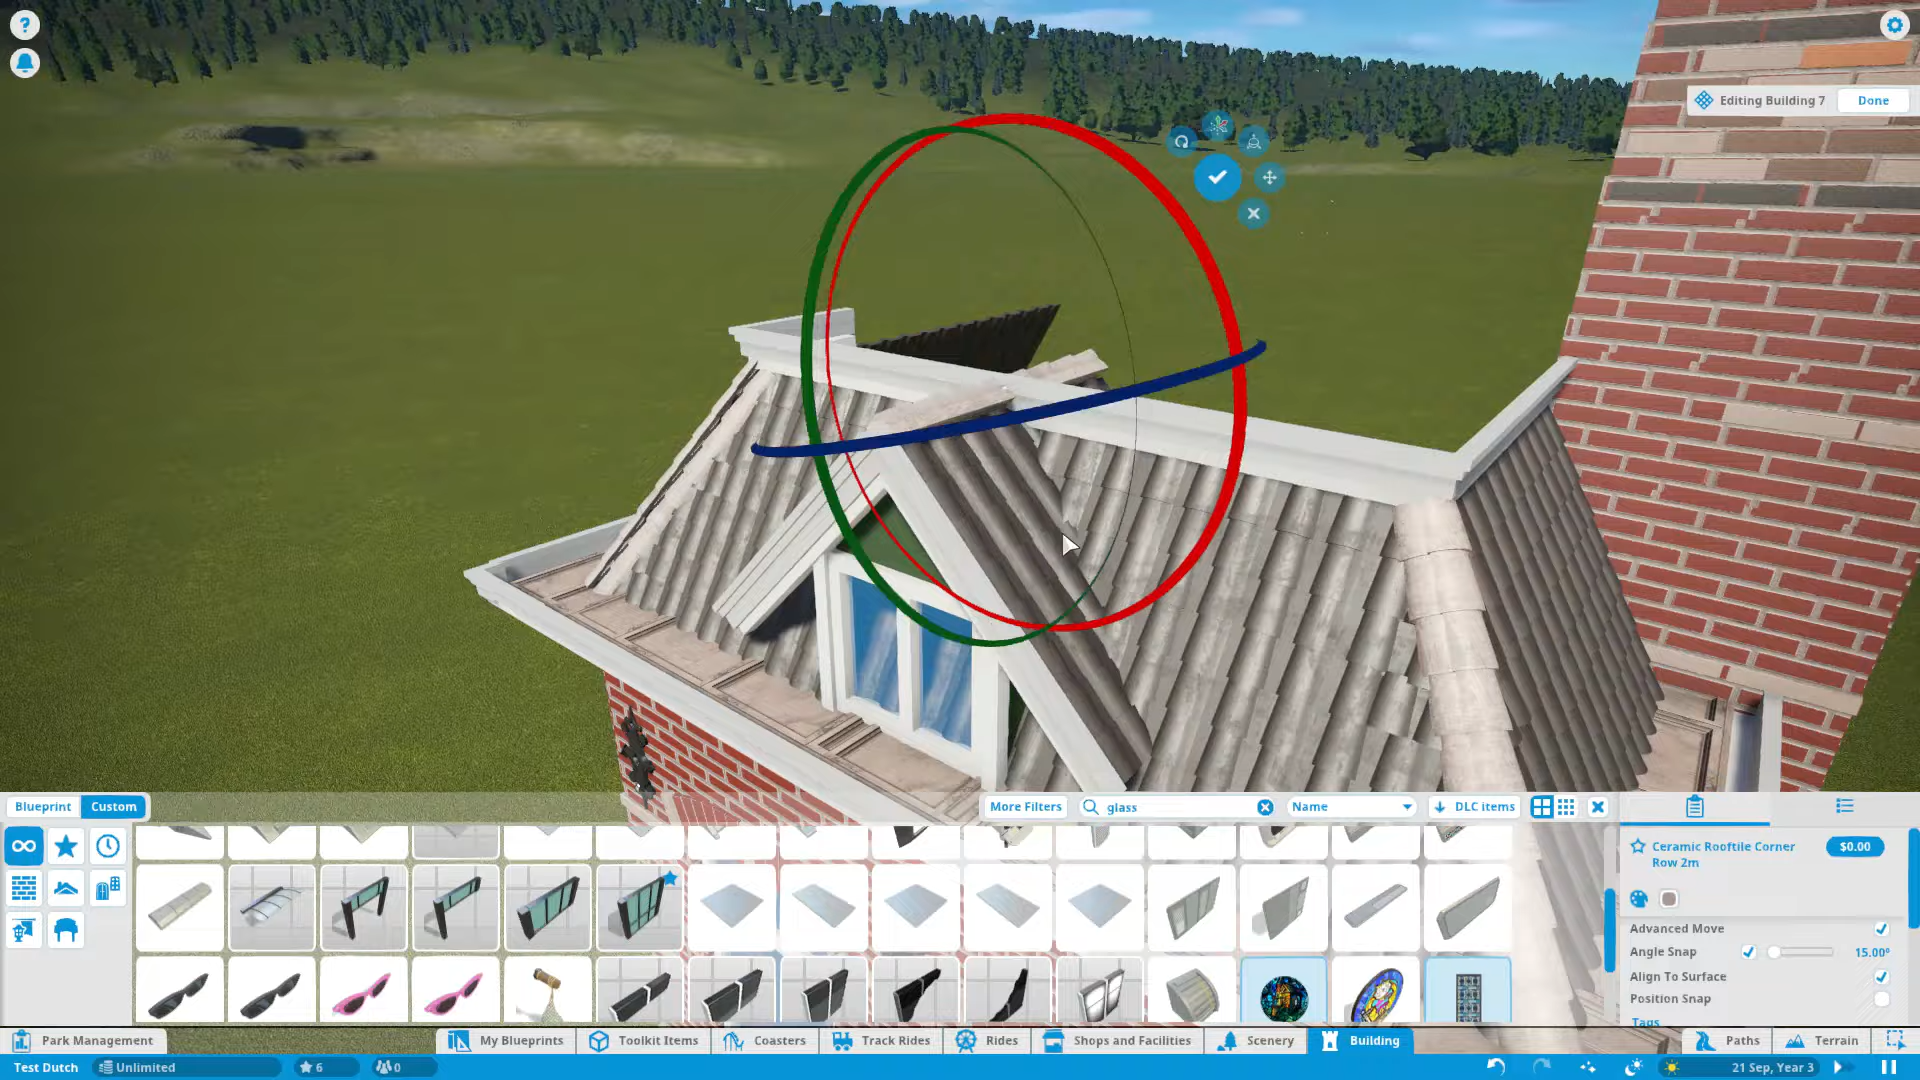 ?
Editing Building 7
Done
Blueprint
Custom
More Filters
glass
Name
DLC items
Ceramic Rooftile Corner
Row 2m
$0.00
Advanced Move
Angle Snap
15.00°
Align To Surface
Position Snap
Tags
Park Management
My Blueprints
Toolkit Items
Coasters
Track Rides
Rides
Shops and Facilities
Scenery
Building
Paths
Terrain
Test Dutch
Unlimited
6
0
21 Sep, Year 3